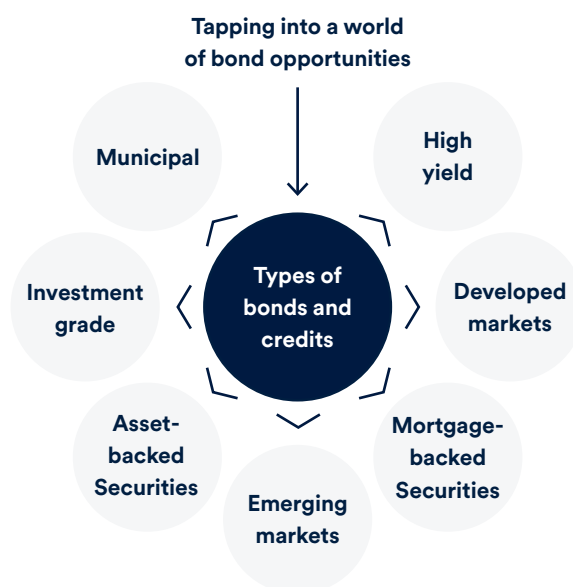 Tapping into a world
of bond opportunities
Municipal
High
yield
Investment
grade
Types of
bonds and
credits
Developed
markets
Asset-
backed
Securities
Mortgage-
backed
Securities
Emerging
markets